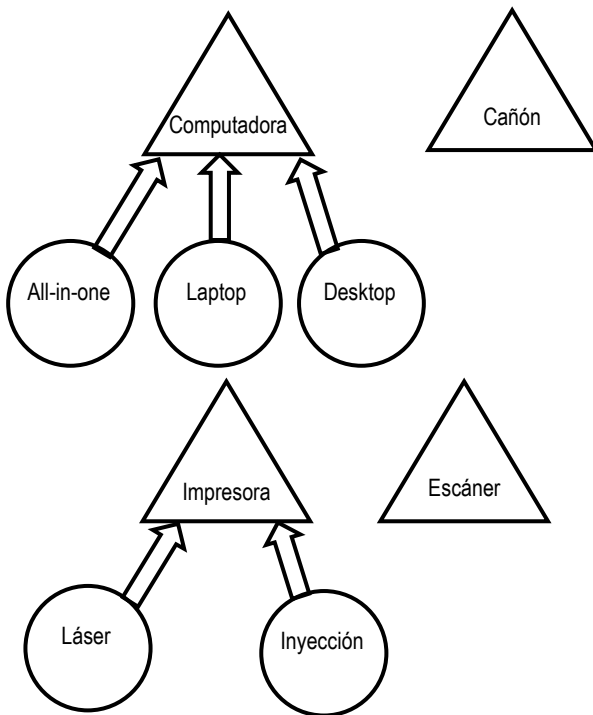 Computadora
Cañón
All-in-one
Laptop
Desktop
Impresora
Escáner
Láser
Inyección